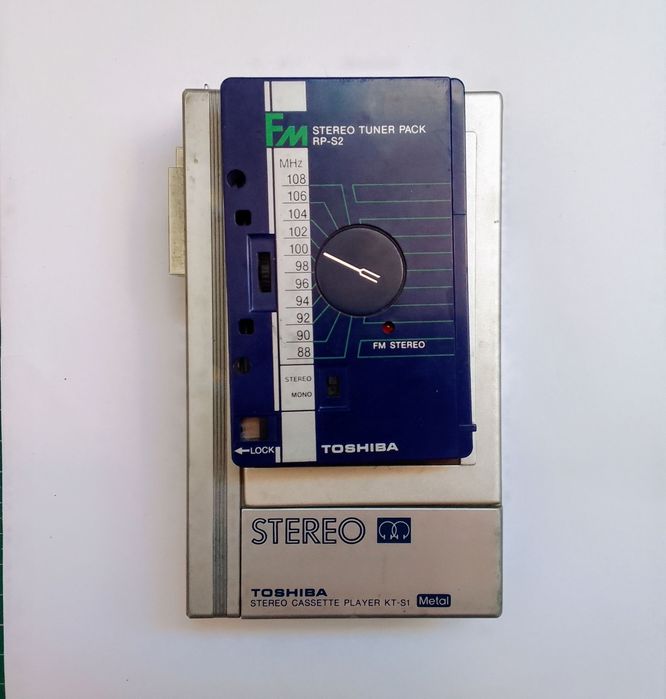 FM STEREO TUNER PACK
RP-S2
MHz
108
106
104
102
100
98
96
94
92
90
88
FM STEREO
STEREO
MONO
←LOCK
TOSHIBA
STEREO
TOSHIBA
STEREO CASSETTE PLAYER KT-S1 Metal